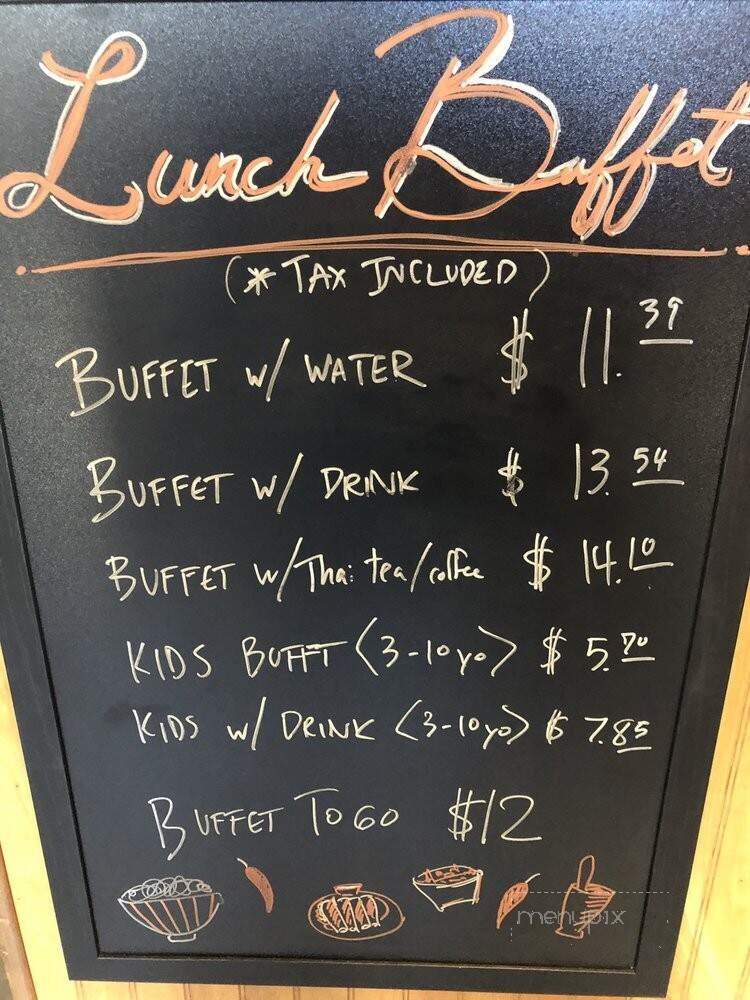 Lunch Buffet
(* TAX INCLUDED)
BUFFET w/ WATER $ 11.39
BUFFET w/ DRINK $ 13.54
BUFFET w/Thai tea/coffee $ 14.10
KIDS BUFFT <3-10yo> $ 5.70
KIDS w/ DRINK <3-10yo> $ 7.85
BUFFET TO GO $12
menupix